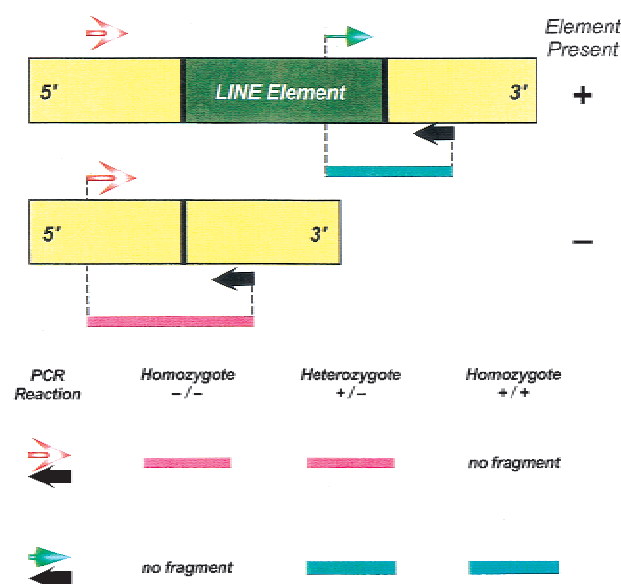 Element
Present
5' LINE Element 3' +
5' 3' –
PCR Reaction
Homozygote
– / –
Heterozygote
+ / –
Homozygote
+ / +
no fragment
no fragment